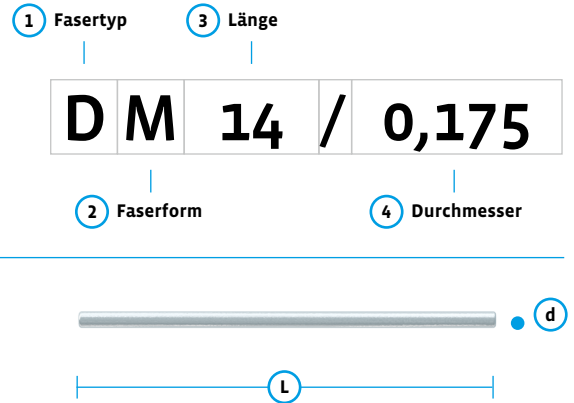 1 Fasertyp 3 Länge
D M 14 / 0,175
2 Faserform 4 Durchmesser
d
L